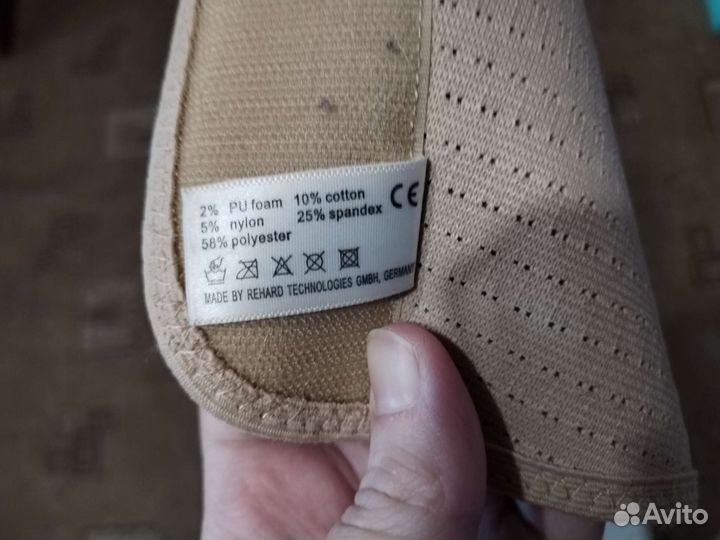 2% PU foam 10% cotton CE
5% nylon 25% spandex
58% polyester
MADE BY REHARD TECHNOLOGIES GMBH, GERMANY
Avito